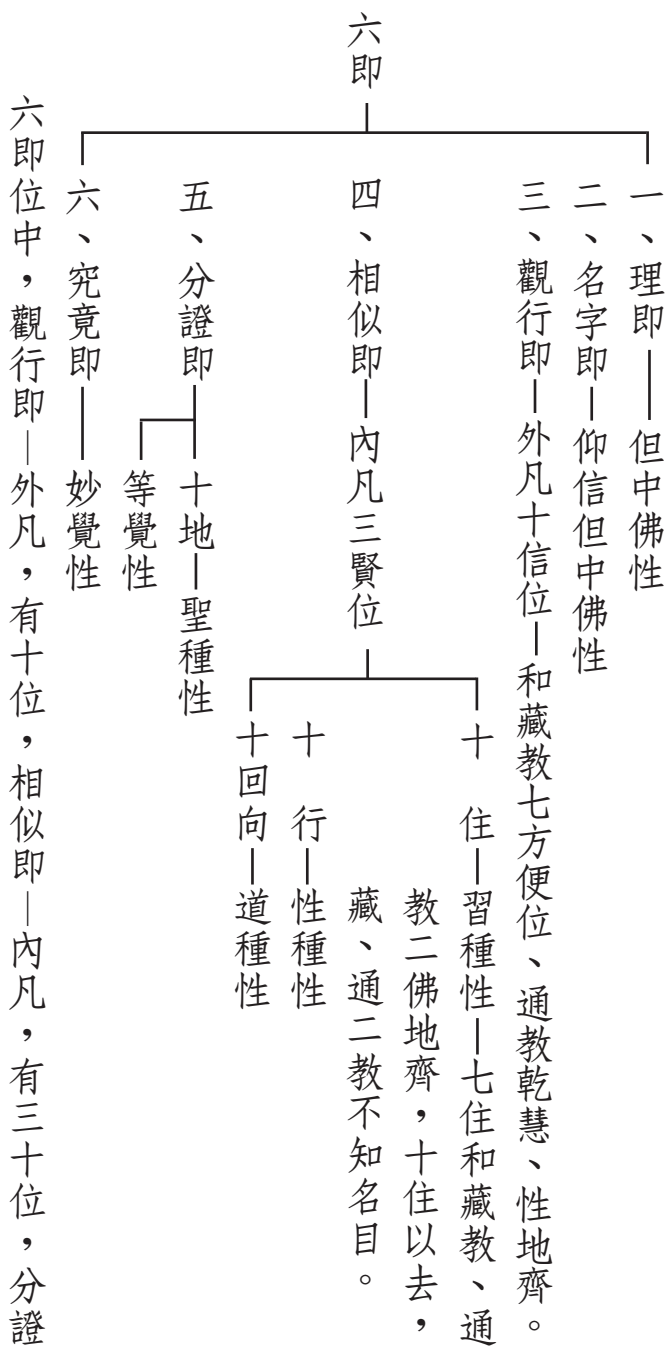 六即
一、理即——但中佛性
二、名字即—仰信但中佛性
三、觀行即—外凡十信位—和藏教七方便位、通教乾慧、性地齊。
四、相似即—內凡三賢位
十　住—習種性—七住和藏教、通
教二佛地齊，十住以去，
藏、通二教不知名目。
十　行—性種性
十回向—道種性
五、分證即
十地—聖種性
等覺性
六、究竟即——妙覺性
六即位中，觀行即—外凡，有十位，相似即—內凡，有三十位，分證